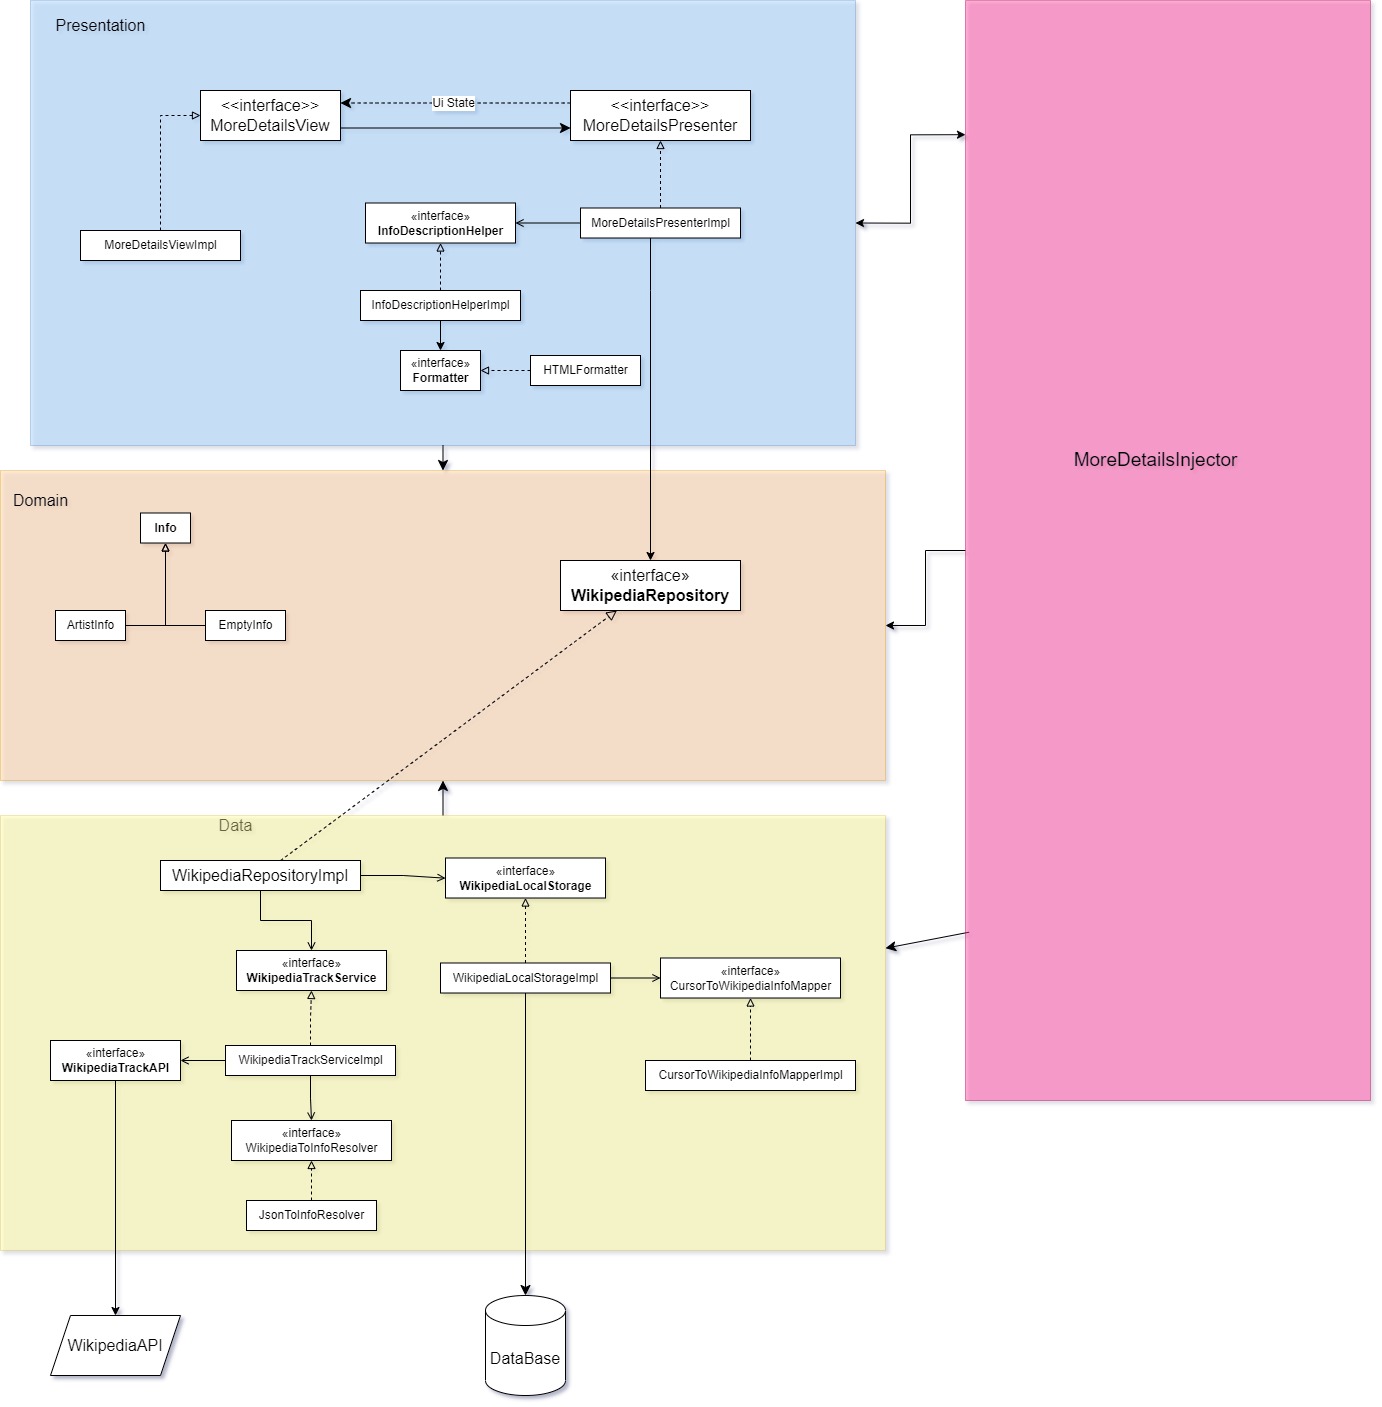 Presentation
<<interface>>
MoreDetailsView
Ui State
<<interface>>
MoreDetailsPresenter
«interface»
InfoDescriptionHelper
MoreDetailsPresenterImpl
MoreDetailsViewImpl
InfoDescriptionHelperImpl
«interface»
Formatter
HTMLFormatter
MoreDetailsInjector
Domain
Info
ArtistInfo
EmptyInfo
«interface»
WikipediaRepository
Data
WikipediaRepositoryImpl
«interface»
WikipediaLocalStorage
«interface»
WikipediaTrackService
WikipediaLocalStorageImpl
«interface»
CursorToWikipediaInfoMapper
«interface»
WikipediaTrackAPI
WikipediaTrackServiceImpl
CursorToWikipediaInfoMapperImpl
«interface»
WikipediaToInfoResolver
JsonToInfoResolver
WikipediaAPI
DataBase